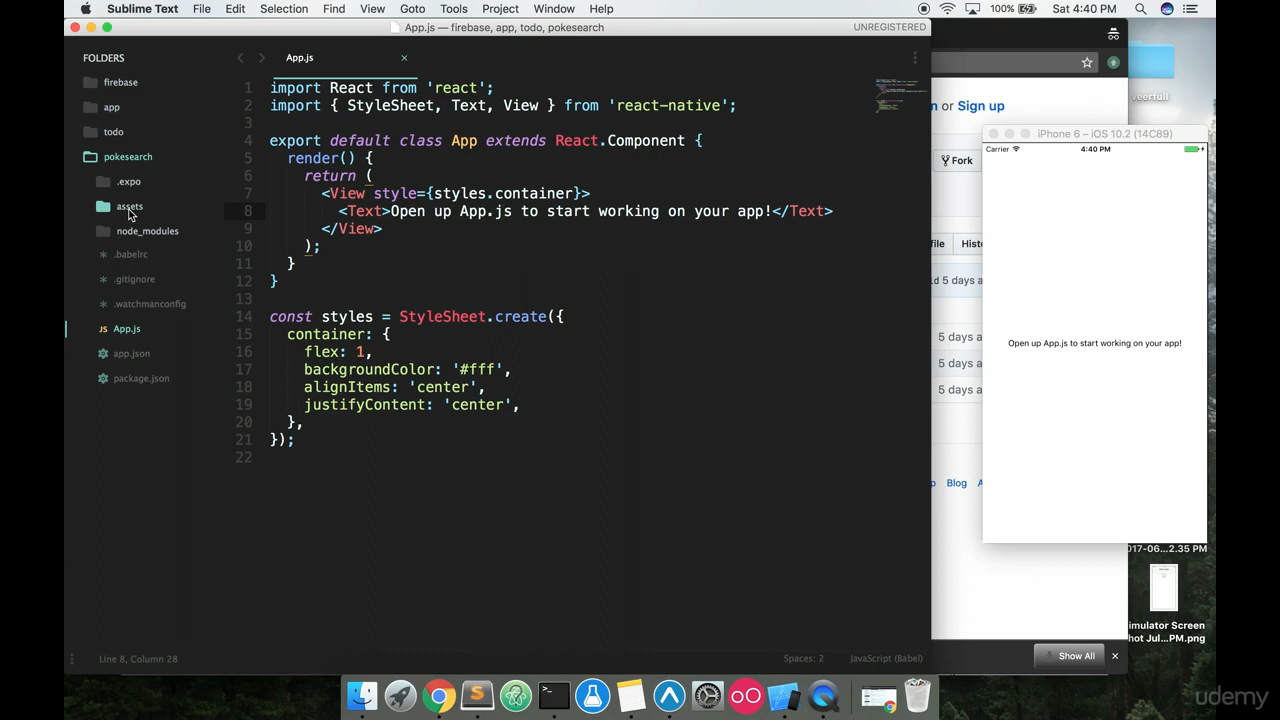 Sublime Text File Edit Selection Find View Goto Tools Project Window Help 100% Sat 4:40 PM
App.js — firebase, app, todo, pokesearch UNREGISTERED
FOLDERS
firebase
app
todo
pokesearch
.expo
assets
node_modules
.babelrc
.gitignore
.watchmanconfig
App.js
app.json
package.json
App.js
1 import React from 'react';
2 import { StyleSheet, Text, View } from 'react-native';
3
4 export default class App extends React.Component {
5 render() {
6 return (
7 <View style={styles.container}>
8 <Text>Open up App.js to start working on your app!</Text>
9 </View>
10 );
11 }
12 }
13
14 const styles = StyleSheet.create({
15 container: {
16 flex: 1,
17 backgroundColor: '#fff',
18 alignItems: 'center',
19 justifyContent: 'center',
20 },
21 });
22
Line 8, Column 28 Spaces: 2 JavaScript (Babel)
or Sign up
Fork
5 days a
5 days a
5 days a
5 days a
Blog
Show All
veerfull
iPhone 6 – iOS 10.2 (14C89)
Carrier 4:40 PM
Open up App.js to start working on your app!
017-06...2.35 PM
imulator Screen
hot Jul...PM.png
udemy